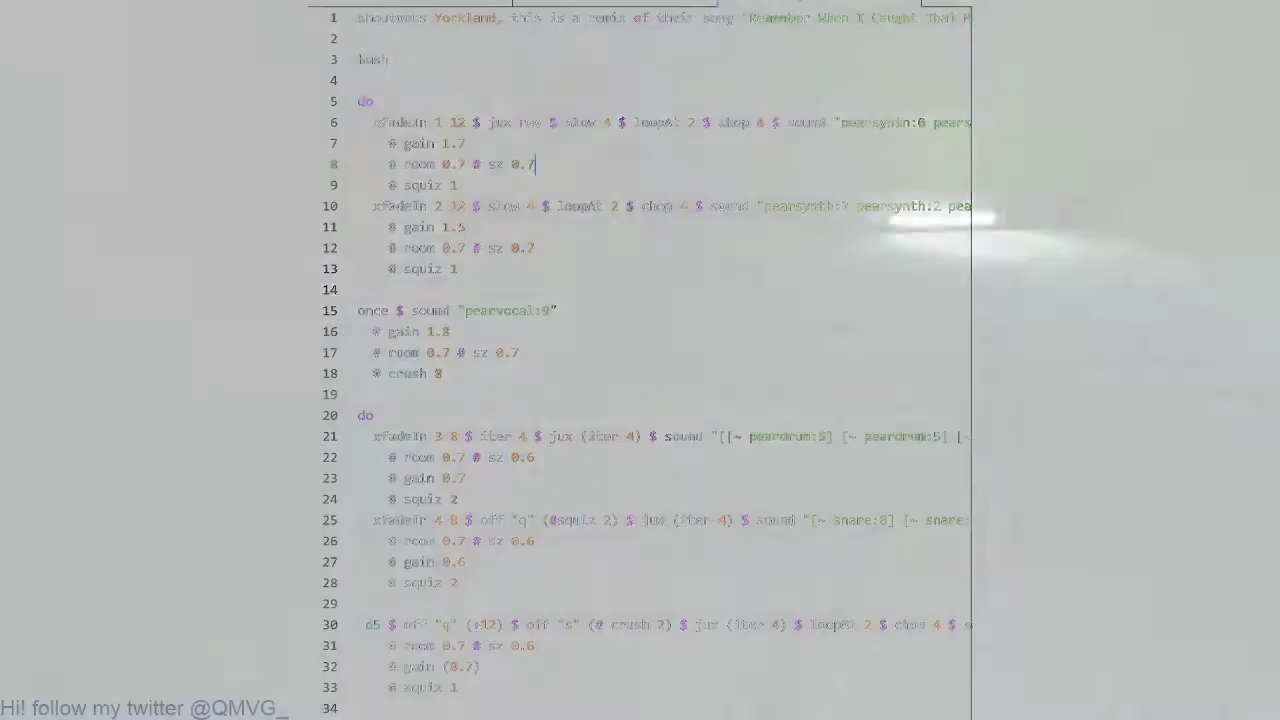 1 shoutouts Yorkland, this is a remix of their song "Remember When I Caught That M
2
3 hush
4
5 do
6 xfadeIn 1 12 $ jux rev $ slow 4 $ loopAt 2 $ chop 4 $ sound "pearsynth:0 pears
7 # gain 1.7
8 # room 0.7 # sz 0.7
9 # squiz 1
10 xfadeIn 2 12 $ slow 4 $ loopAt 2 $ chop 4 $ sound "pearsynth:? pearsynth:2 pea
11 # gain 1.5
12 # room 0.7 # sz 0.7
13 # squiz 1
14
15 once $ sound "pearvocal:9"
16 # gain 1.8
17 # room 0.7 # sz 0.7
18 # crush 8
19
20 do
21 xfadeIn 3 8 $ iter 4 $ jux (iter 4) $ sound "[[~ peardrum:5] [~ peardrum:5] [~
22 # room 0.7 # sz 0.6
23 # gain 0.7
24 # squiz 2
25 xfadeIn 4 8 $ off "q" (#squiz 2) $ jux (iter 4) $ sound "[~ snare:8] [~ snare:
26 # room 0.7 # sz 0.6
27 # gain 0.6
28 # squiz 2
29
30 d5 $ off "q" (+12) $ off "s" (# crush 2) $ jux (iter 4) $ loopAt 2 $ chop 4 $ s
31 # room 0.7 # sz 0.6
32 # gain (0.7)
33 # squiz 1
34
Hi! follow my twitter @QMVG_